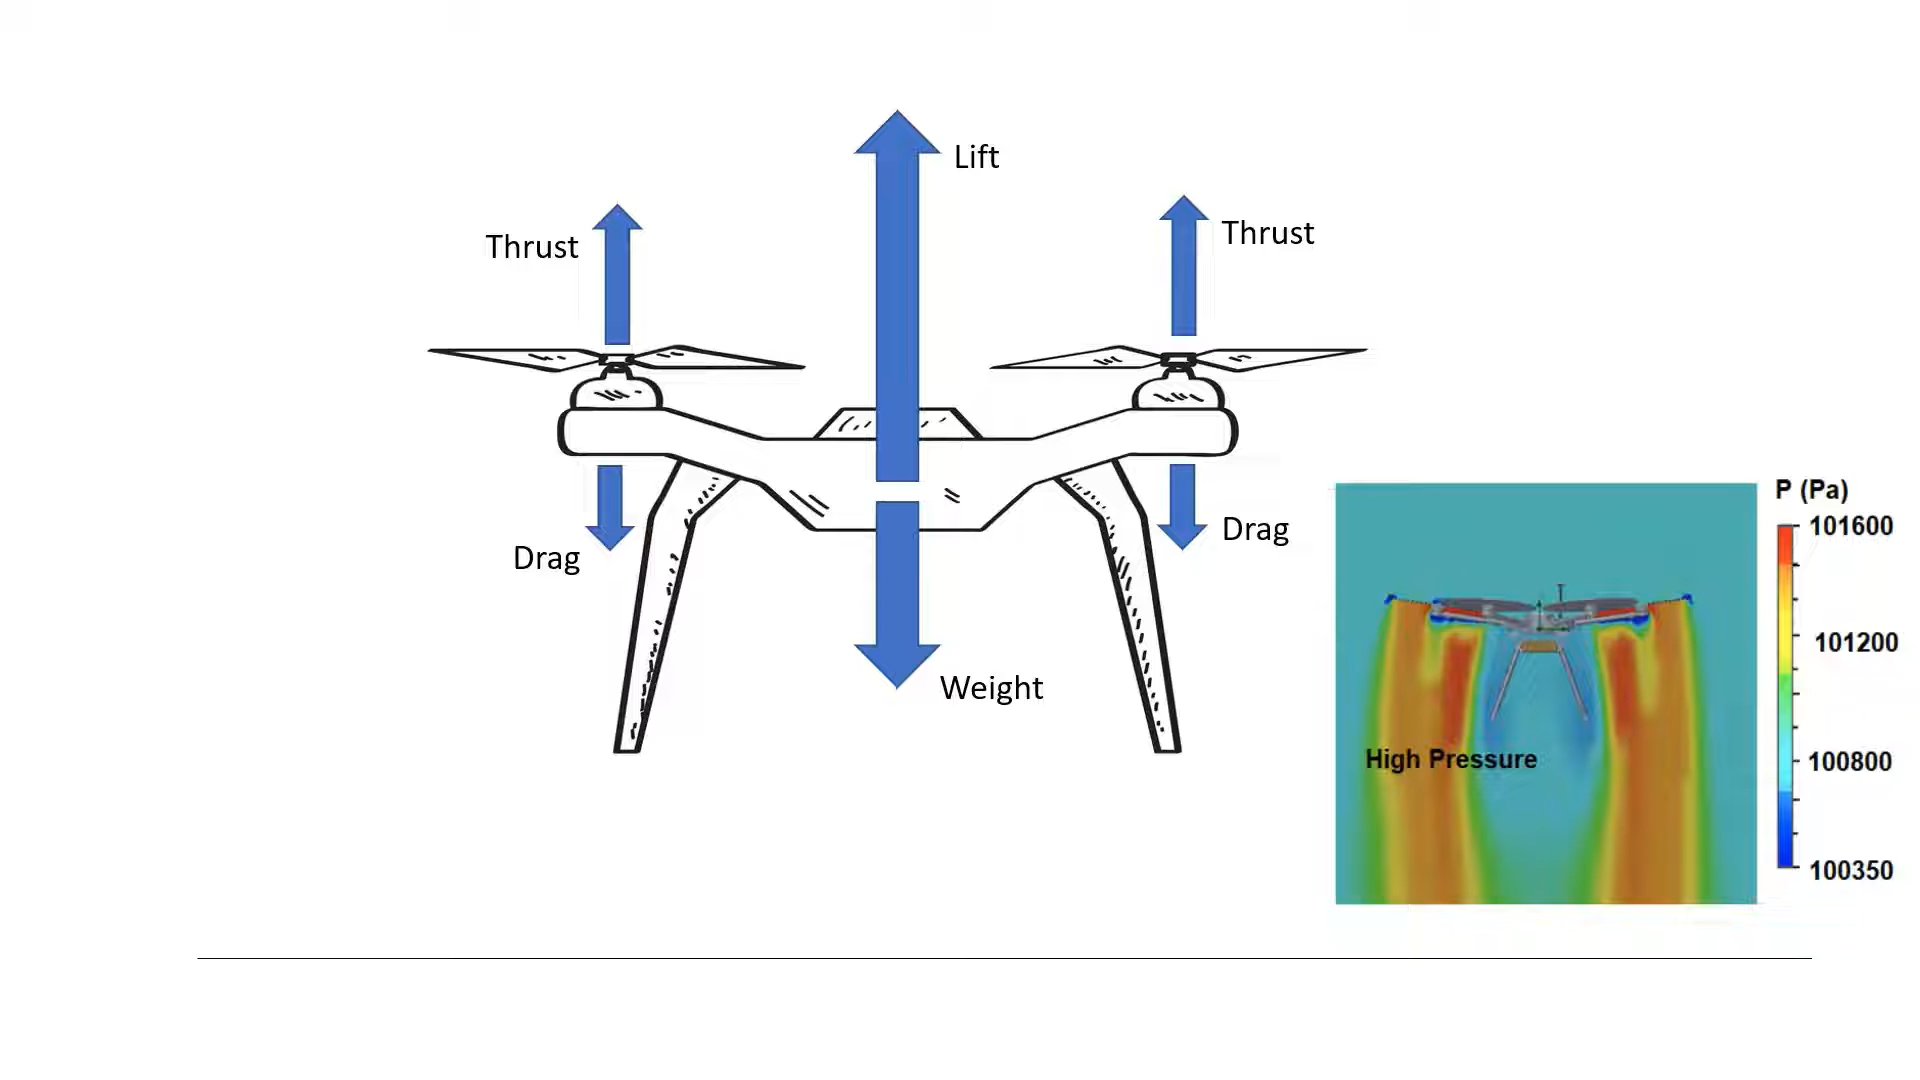 Lift
Thrust
Thrust
Drag
Drag
Weight
P (Pa)
101600
101200
100800
100350
High Pressure